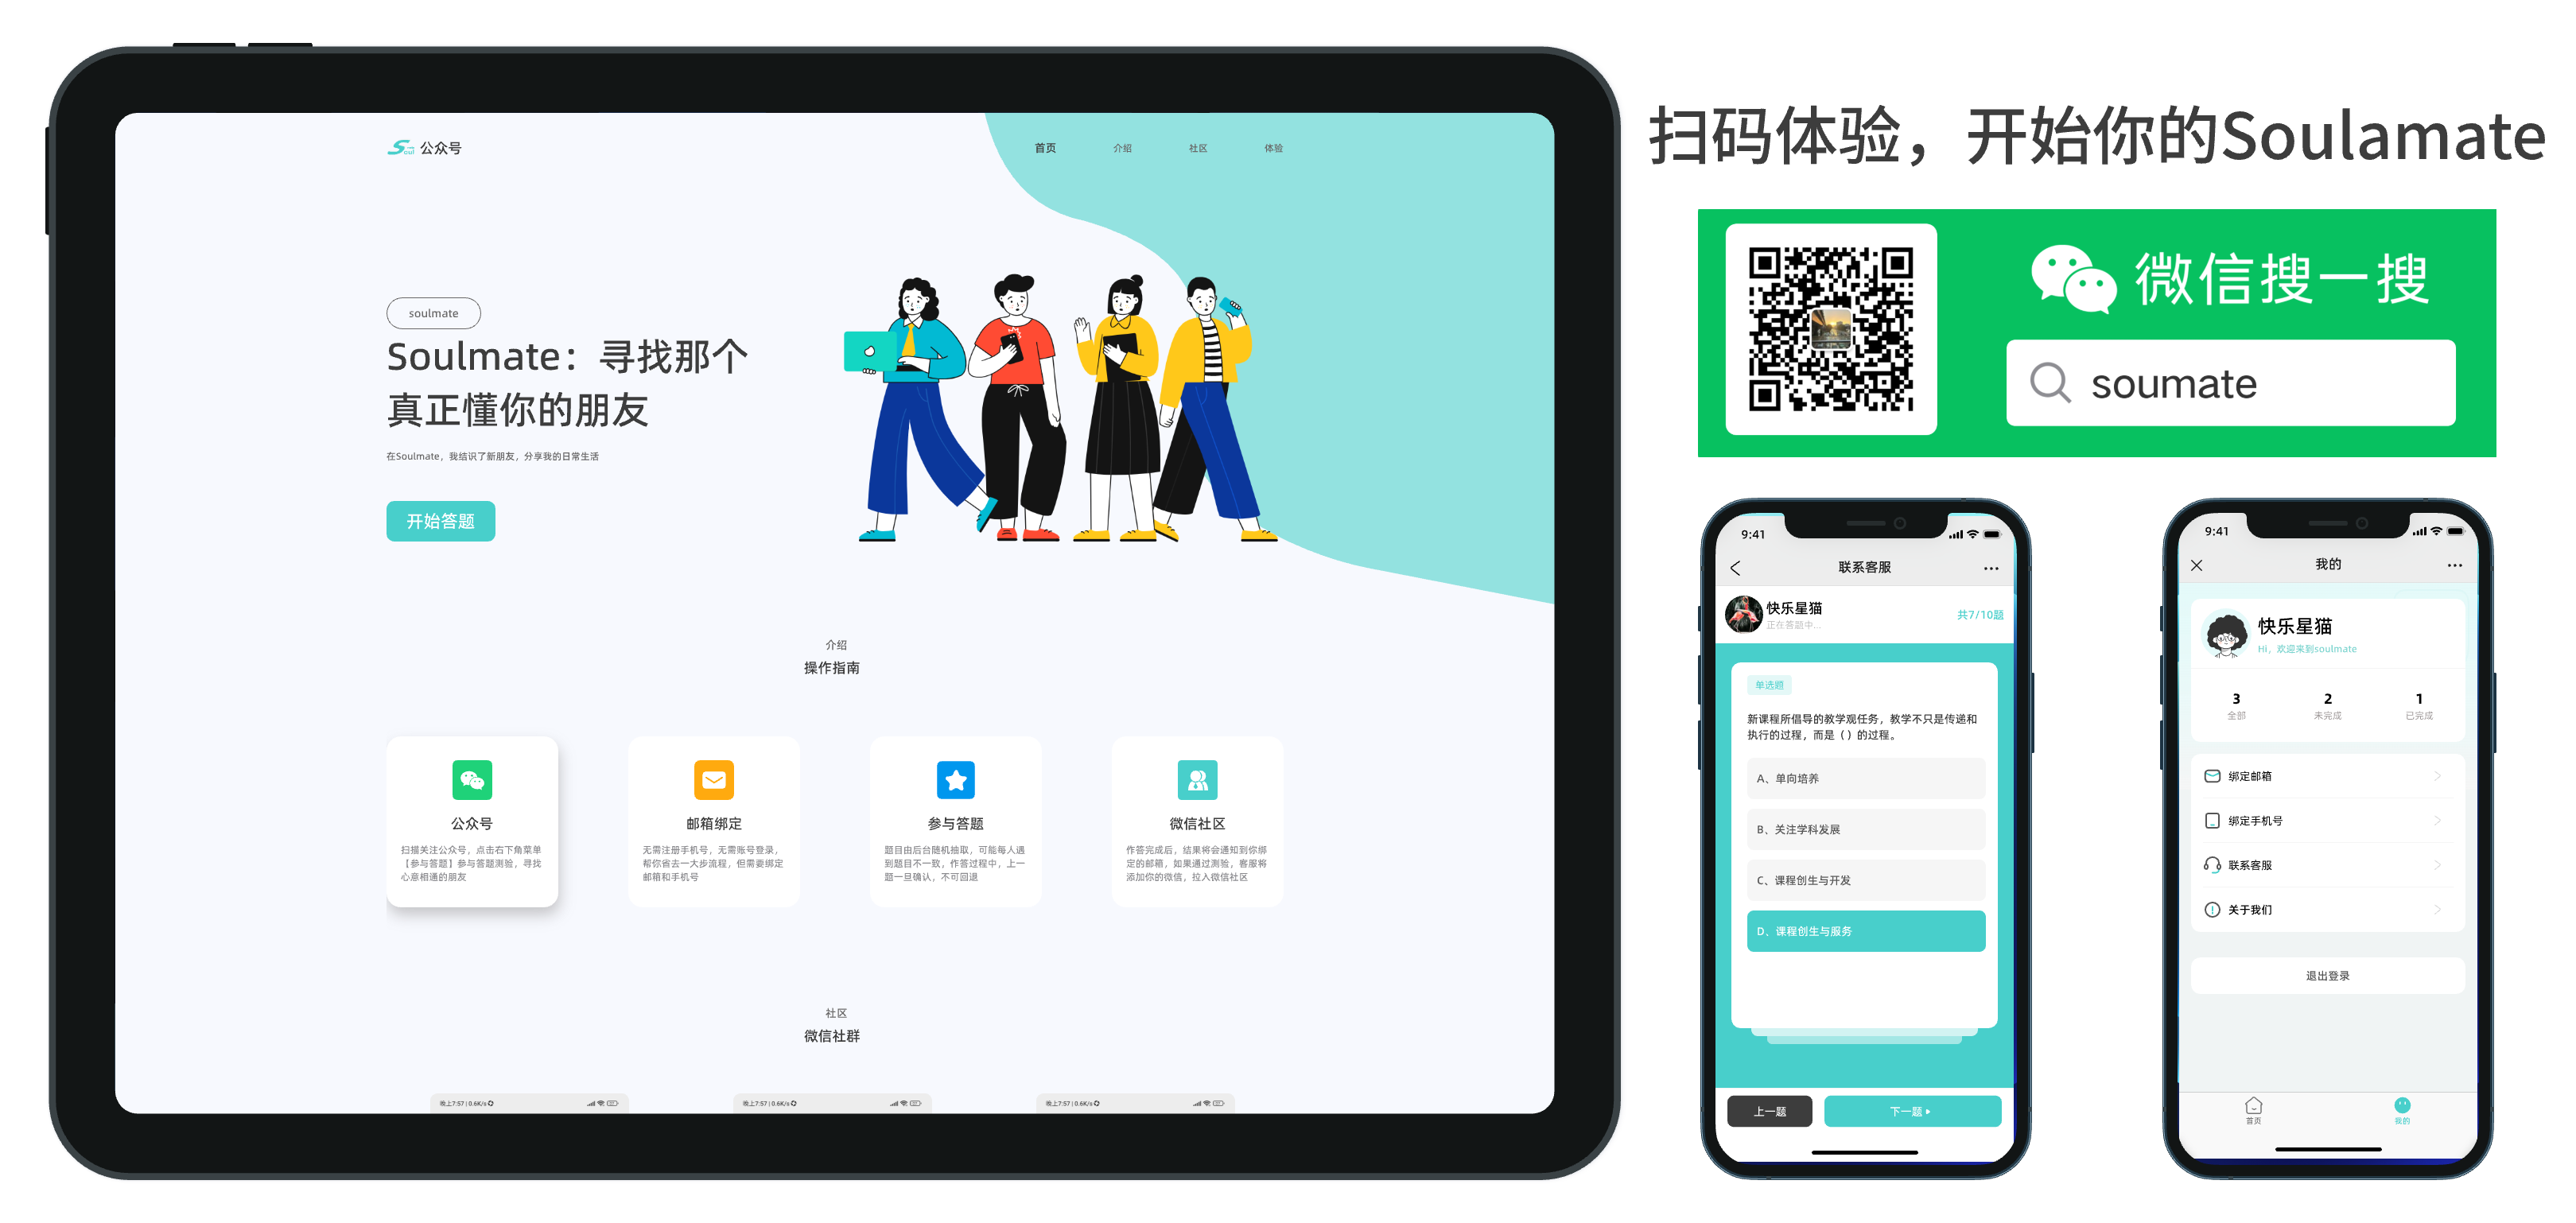 Soul 公众号
首页 介绍 社区 体验
soulmate
Soulmate：寻找那个
真正懂你的朋友
在Soulmate，我结识了新朋友，分享我的日常生活
开始答题
介绍
操作指南
公众号
扫描关注公众号，点击右下角菜单
【参与答题】参与答题测验，寻找
心意相通的朋友
邮箱绑定
无需注册手机号，无需账号登录，
帮你省去一大步流程，但需要绑定
邮箱和手机号
参与答题
题目由后台随机抽取，可能每人遇
到题目不一致，作答过程中，上一
题一旦确认，不可回退
微信社区
作答完成后，结果将会通知到你绑
定的邮箱，如果通过测验，客服将
添加你的微信，拉入微信社区
社区
微信社群
晚上7:57 | 0.6K/s
晚上7:57 | 0.6K/s
晚上7:57 | 0.6K/s
扫码体验，开始你的Soulamate
微信搜一搜
soumate
9:41
联系客服
快乐星猫
正在答题中...
共7/10题
单选题
新课程所倡导的教学观任务，教学不只是传递和
执行的过程，而是（）的过程。
A、单向培养
B、关注学科发展
C、课程创生与开发
D、课程创生与服务
上一题
下一题
9:41
我的
快乐星猫
Hi，欢迎来到soulmate
3 2 1
全部 未完成 已完成
绑定邮箱
绑定手机号
联系客服
关于我们
退出登录
首页 我的